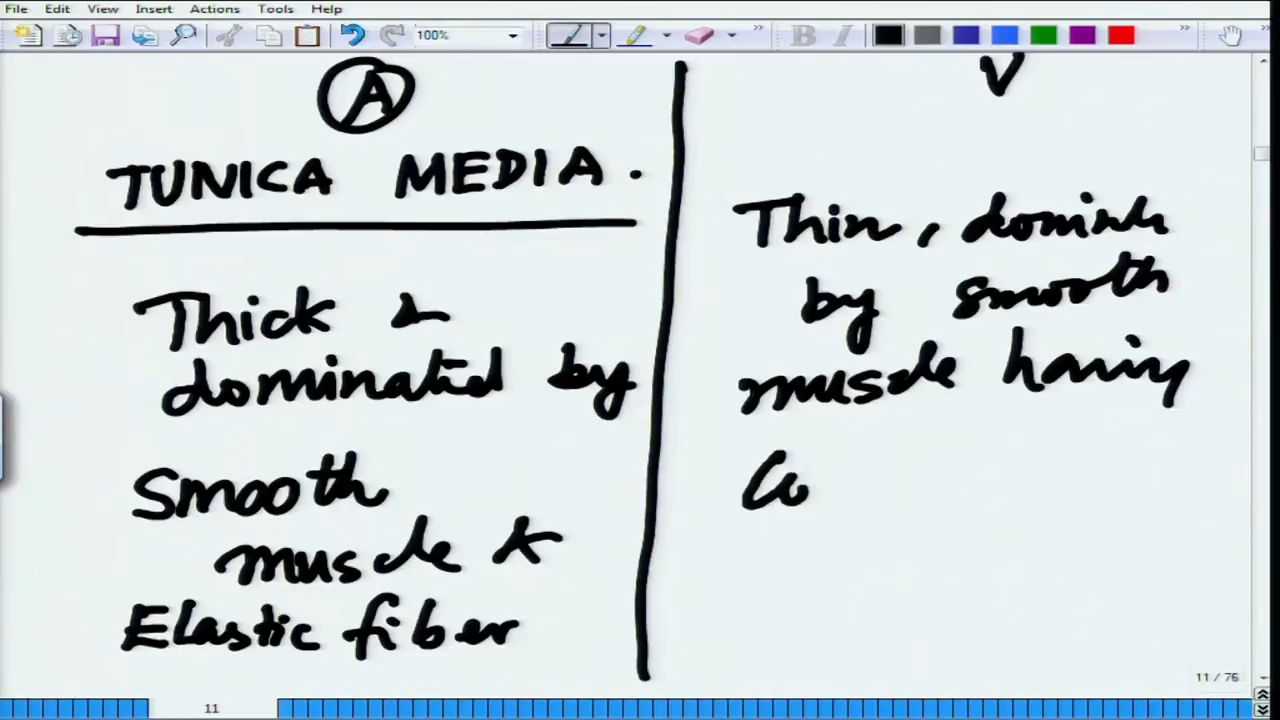 File Edit View Insert Actions Tools Help
100%
B I
A
TUNICA MEDIA.
Thick &
dominated by
Smooth
muscle &
Elastic fiber
V
Thin,
by smooth
muscle having
Co
11 / 76
11